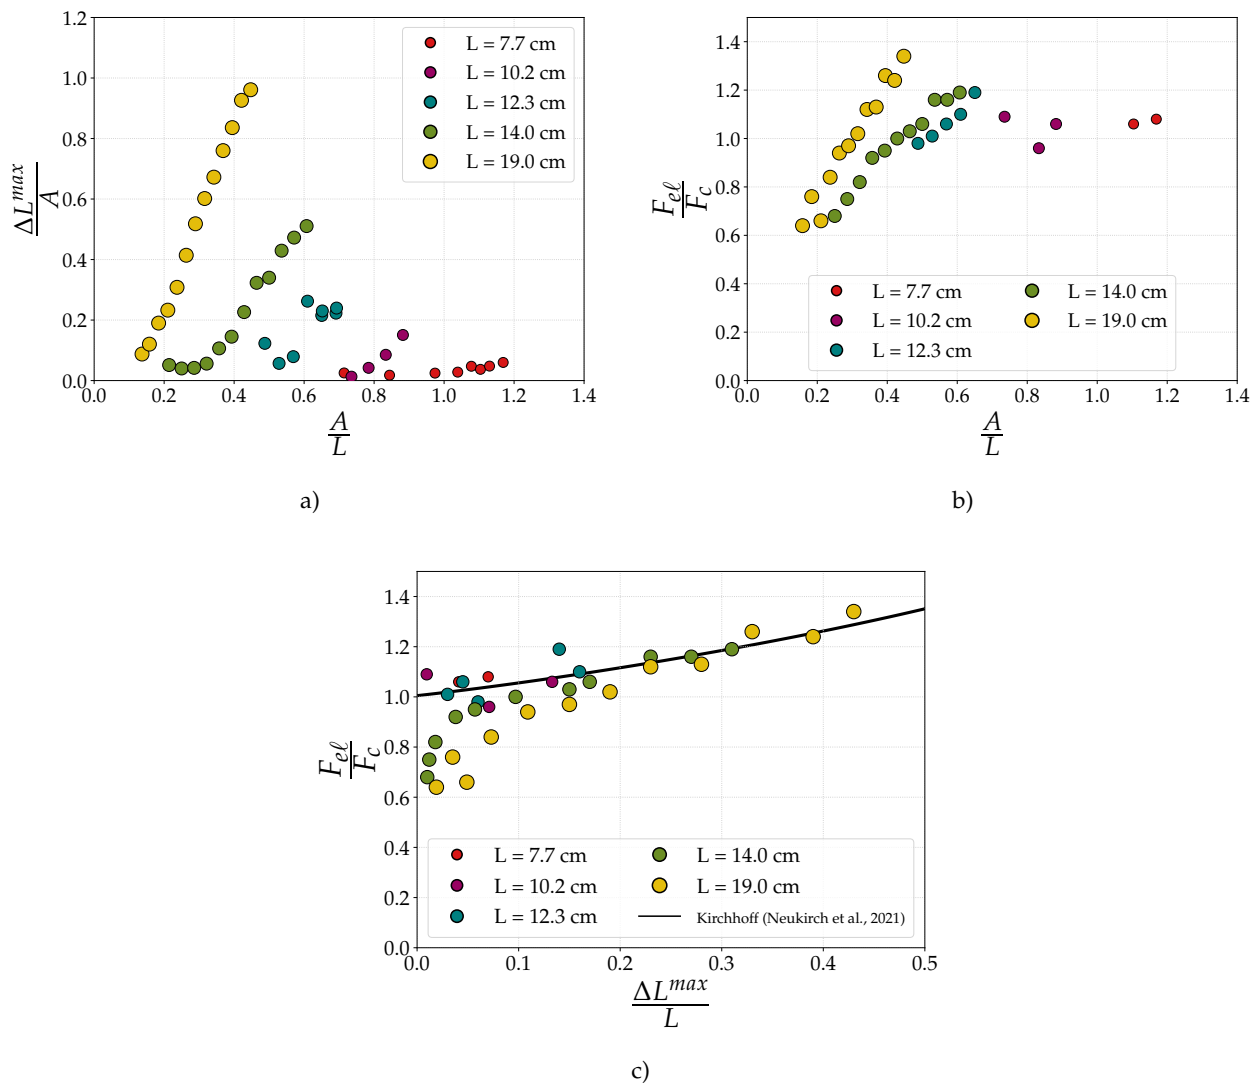 1.2
1.0
0.8
0.6
0.4
0.2
0.0
ΔL^max
A
L = 7.7 cm
L = 10.2 cm
L = 12.3 cm
L = 14.0 cm
L = 19.0 cm
0.0 0.2 0.4 0.6 0.8 1.0 1.2 1.4
A
L
a)
1.4
1.2
1.0
0.8
0.6
0.4
0.2
0.0
F_eℓ
F_c
L = 7.7 cm L = 14.0 cm
L = 10.2 cm L = 19.0 cm
L = 12.3 cm
0.0 0.2 0.4 0.6 0.8 1.0 1.2 1.4
A
L
b)
1.4
1.2
1.0
0.8
0.6
0.4
0.2
0.0
F_eℓ
F_c
L = 7.7 cm L = 14.0 cm
L = 10.2 cm L = 19.0 cm
L = 12.3 cm Kirchhoff (Neukirch et al., 2021)
0.0 0.1 0.2 0.3 0.4 0.5
ΔL^max
L
c)